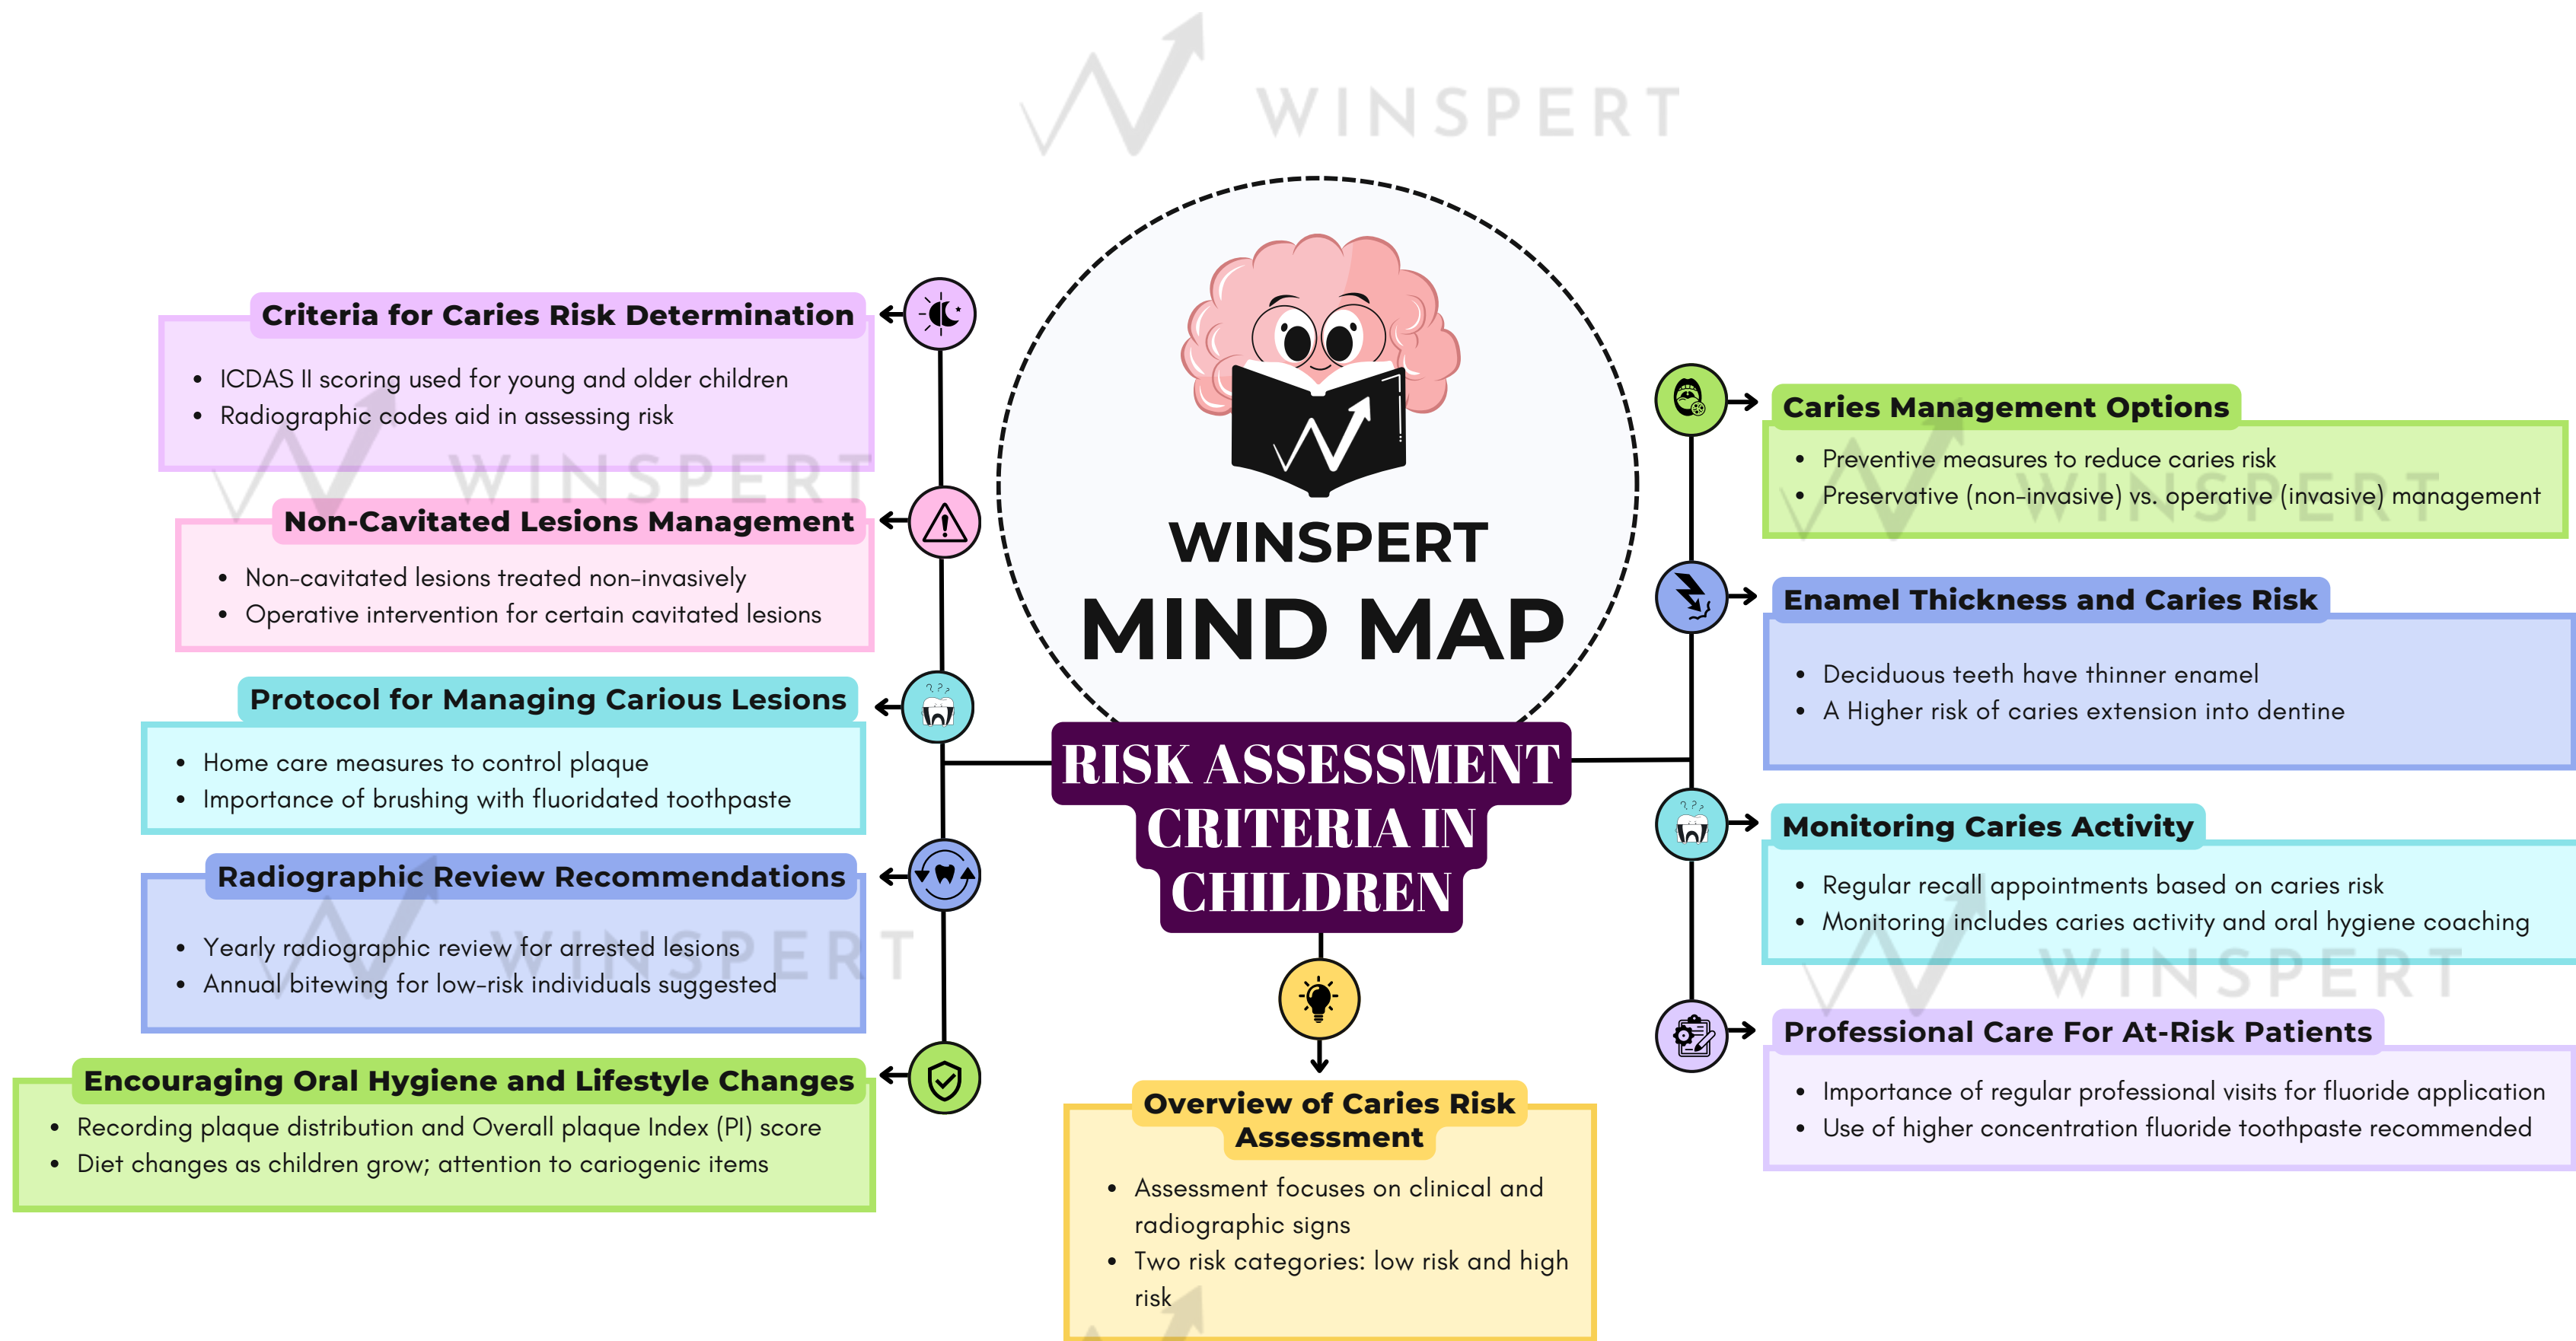 WINSPERT
WINSPERT
MIND MAP
RISK ASSESSMENT
CRITERIA IN
CHILDREN
Criteria for Caries Risk Determination
• ICDAS II scoring used for young and older children
• Radiographic codes aid in assessing risk
WINSPERT
Non-Cavitated Lesions Management
• Non-cavitated lesions treated non-invasively
• Operative intervention for certain cavitated lesions
Protocol for Managing Carious Lesions
• Home care measures to control plaque
• Importance of brushing with fluoridated toothpaste
Radiographic Review Recommendations
• Yearly radiographic review for arrested lesions
• Annual bitewing for low-risk individuals suggested
WINSPERT
Encouraging Oral Hygiene and Lifestyle Changes
• Recording plaque distribution and Overall plaque Index (PI) score
• Diet changes as children grow; attention to cariogenic items
Overview of Caries Risk
Assessment
• Assessment focuses on clinical and
radiographic signs
• Two risk categories: low risk and high
risk
Caries Management Options
• Preventive measures to reduce caries risk
• Preservative (non-invasive) vs. operative (invasive) management
WINSPERT
Enamel Thickness and Caries Risk
• Deciduous teeth have thinner enamel
• A Higher risk of caries extension into dentine
Monitoring Caries Activity
• Regular recall appointments based on caries risk
• Monitoring includes caries activity and oral hygiene coaching
WINSPERT
Professional Care For At-Risk Patients
• Importance of regular professional visits for fluoride application
• Use of higher concentration fluoride toothpaste recommended